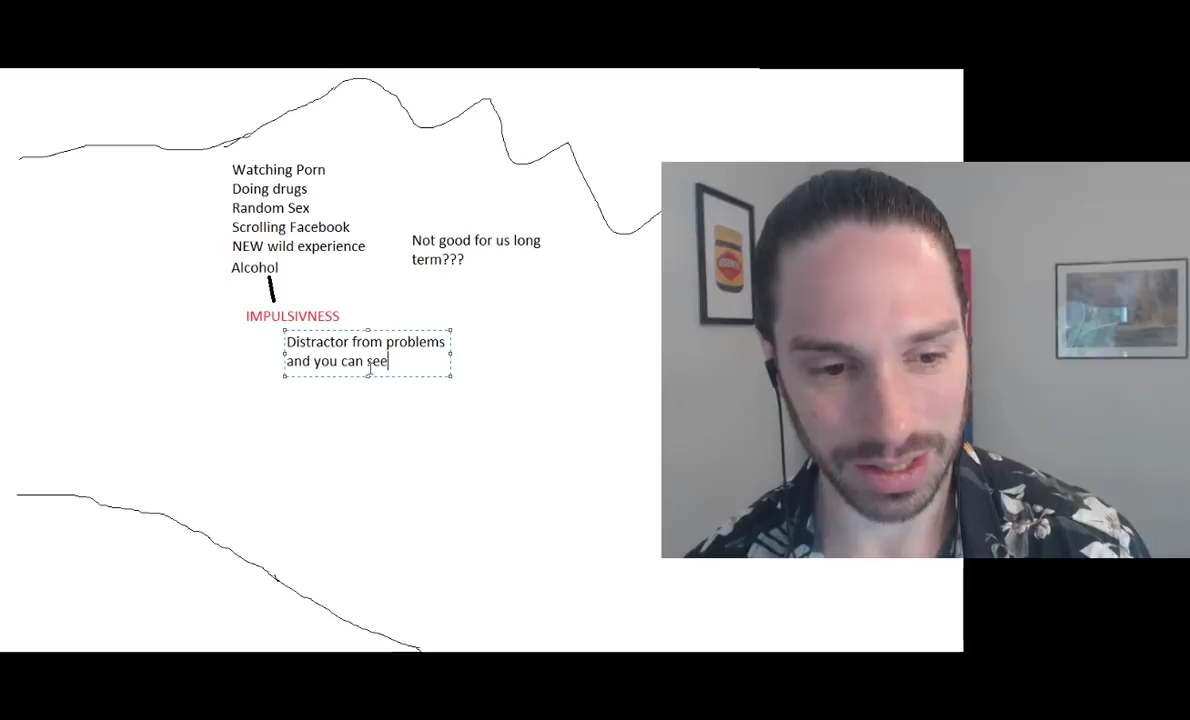 Watching Porn
Doing drugs
Random Sex
Scrolling Facebook
NEW wild experience
Alcohol
Not good for us long
term???
IMPULSIVNESS
Distractor from problems
and you can see